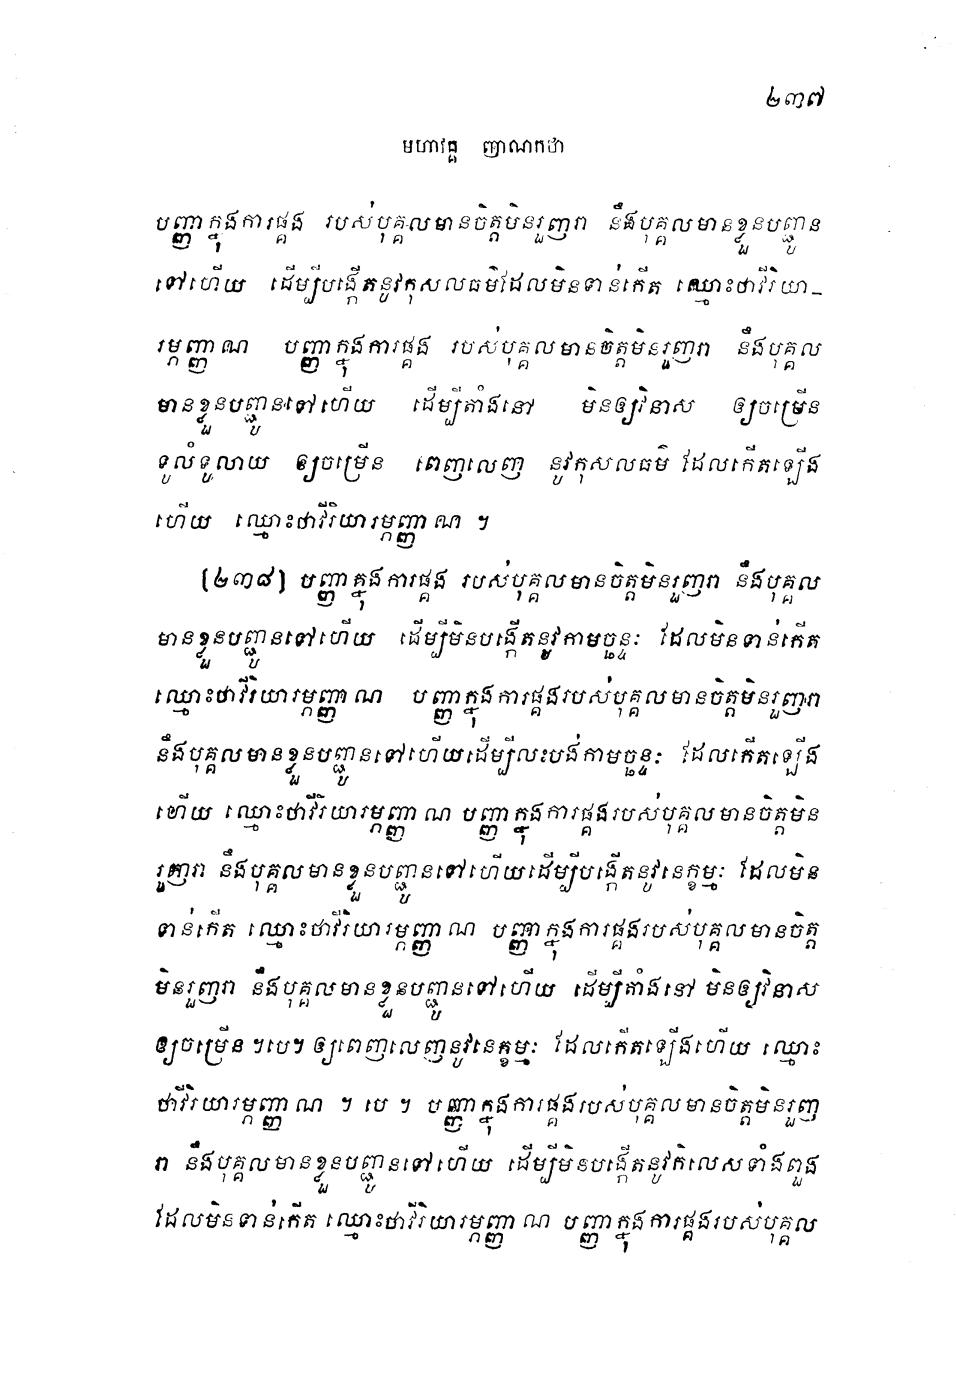 ២៣៧
មហាវគ្គ ញាណកថា
បញ្ញាក្នុងការផ្គង របស់បុគ្គលមានចិត្តមិនរួញរា នឹងបុគ្គលមានខ្លួនបញ្ជូន
ទៅហើយ ដើម្បីបង្កើតនូវកុសលធម៌ដែលមិនទាន់កើត ឈ្មោះថាវីរិយា-
រម្ភញ្ញាណ បញ្ញាក្នុងការផ្គង របស់បុគ្គលមានចិត្តមិនរួញរា នឹងបុគ្គល
មានខ្លួនបញ្ជូនទៅហើយ ដើម្បីតាំងនៅ មិនឲ្យវិនាស ឲ្យចម្រើន
ទូលំទូលាយ ឲ្យចម្រើន ពេញលេញ នូវកុសលធម៌ ដែលកើតឡើង
ហើយ ឈ្មោះថាវីរិយារម្ភញ្ញាណ ។
(២៣៨) បញ្ញាក្នុងការផ្គង របស់បុគ្គលមានចិត្តមិនរួញរា នឹងបុគ្គល
មានខ្លួនបញ្ជូនទៅហើយ ដើម្បីមិនបង្កើតនូវកាមច្ឆន្ទៈ ដែលមិនទាន់កើត
ឈ្មោះថាវីរិយារម្ភញ្ញាណ បញ្ញាក្នុងការផ្គងរបស់បុគ្គលមានចិត្តមិនរួញរា
នឹងបុគ្គលមានខ្លួនបញ្ជូនទៅហើយដើម្បីលះបង់កាមច្ឆន្ទៈ ដែលកើតឡើង
ហើយ ឈ្មោះថាវីរិយារម្ភញ្ញាណ បញ្ញាក្នុងការផ្គងរបស់បុគ្គលមានចិត្តមិន
រួញរា នឹងបុគ្គលមានខ្លួនបញ្ជូនទៅហើយដើម្បីបង្កើតនូវនេក្ខម្មៈ ដែលមិន
ទាន់កើត ឈ្មោះថាវីរិយារម្ភញ្ញាណ បញ្ញាក្នុងការផ្គងរបស់បុគ្គលមានចិត្ត
មិនរួញរា នឹងបុគ្គលមានខ្លួនបញ្ជូនទៅហើយ ដើម្បីតាំងនៅ មិនឲ្យវិនាស
ឲ្យចម្រើន ។បេ។ ឲ្យពេញលេញនូវនេក្ខម្មៈ ដែលកើតឡើងហើយ ឈ្មោះ
ថាវីរិយារម្ភញ្ញាណ ។ បេ ។ បញ្ញាក្នុងការផ្គងរបស់បុគ្គលមានចិត្តមិនរួញ
រា នឹងបុគ្គលមានខ្លួនបញ្ជូនទៅហើយ ដើម្បីមិនបង្កើតនូវកិលេសទាំងពួង
ដែលមិនទាន់កើត ឈ្មោះថាវីរិយារម្ភញ្ញាណ បញ្ញាក្នុងការផ្គងរបស់បុគ្គល